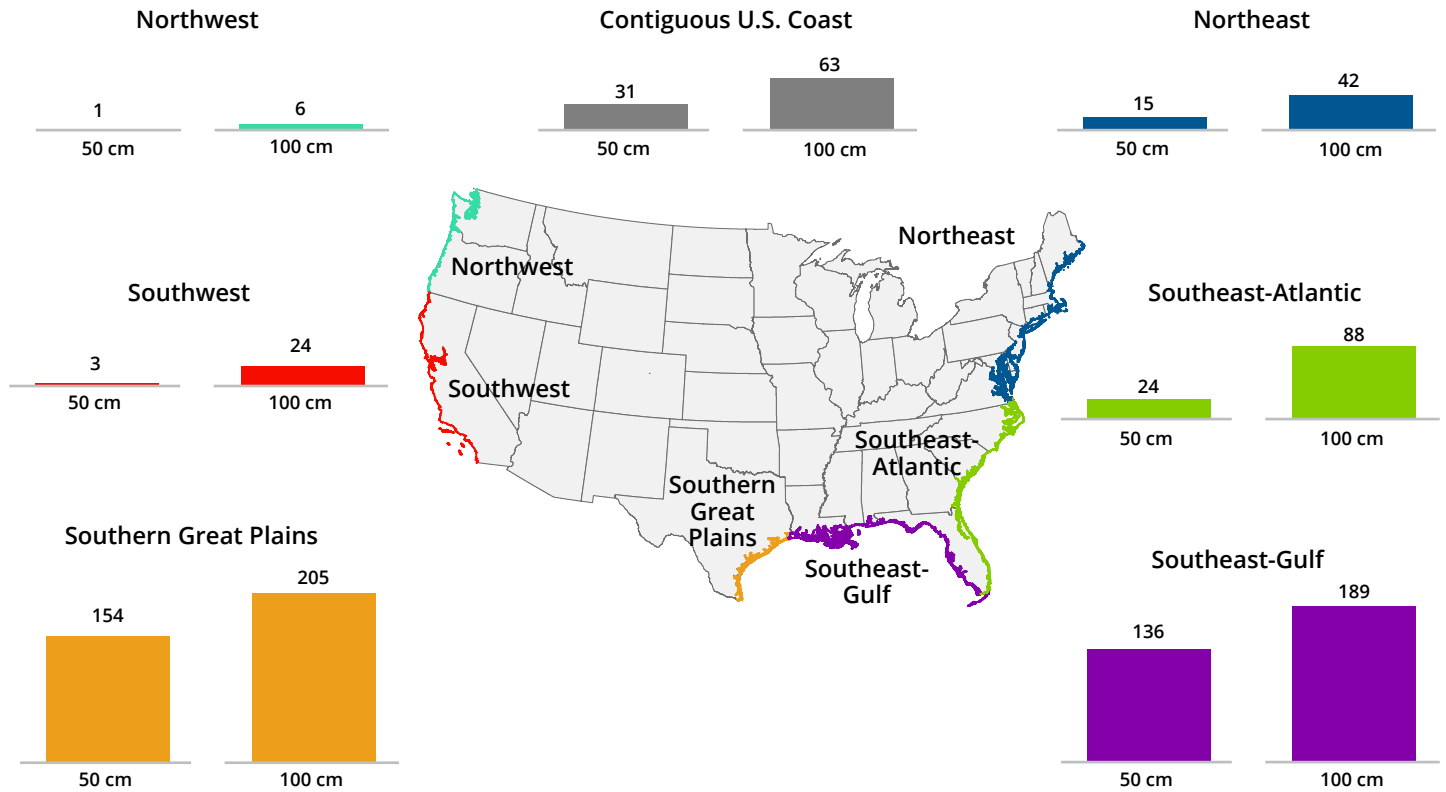 Northwest
1
6
50 cm
100 cm
Contiguous U.S. Coast
31
63
50 cm
100 cm
Northeast
15
42
50 cm
100 cm
Southwest
3
24
50 cm
100 cm
Northwest
Southwest
Northeast
Southeast-
Atlantic
Southern
Great
Plains
Southeast-
Gulf
Southeast-Atlantic
24
88
50 cm
100 cm
Southern Great Plains
154
205
50 cm
100 cm
Southeast-Gulf
136
189
50 cm
100 cm